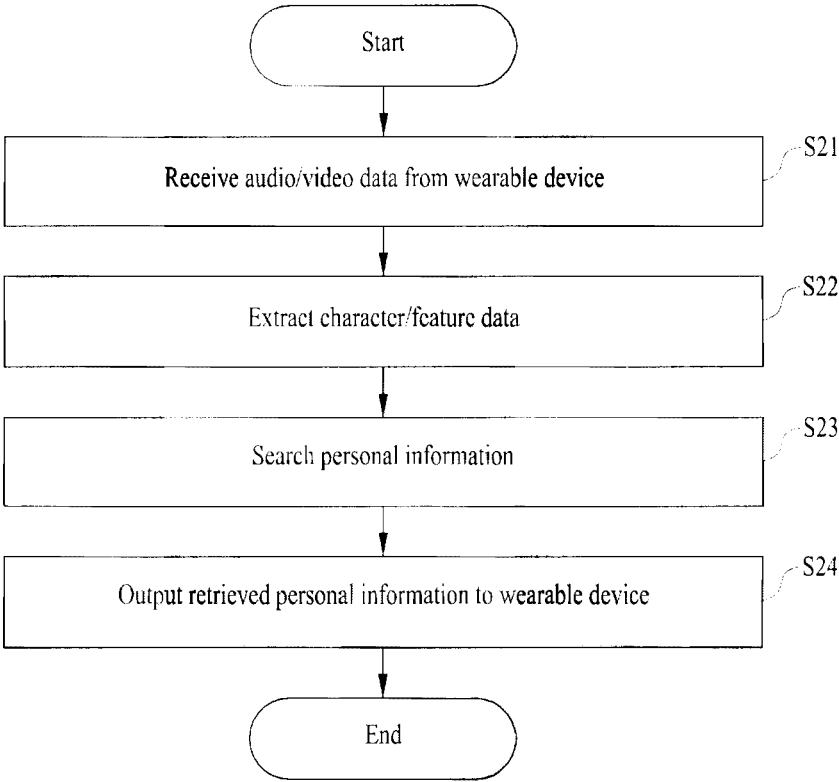 Start
Receive audio/video data from wearable device
S21
Extract character/feature data
S22
Search personal information
S23
Output retrieved personal information to wearable device
S24
End